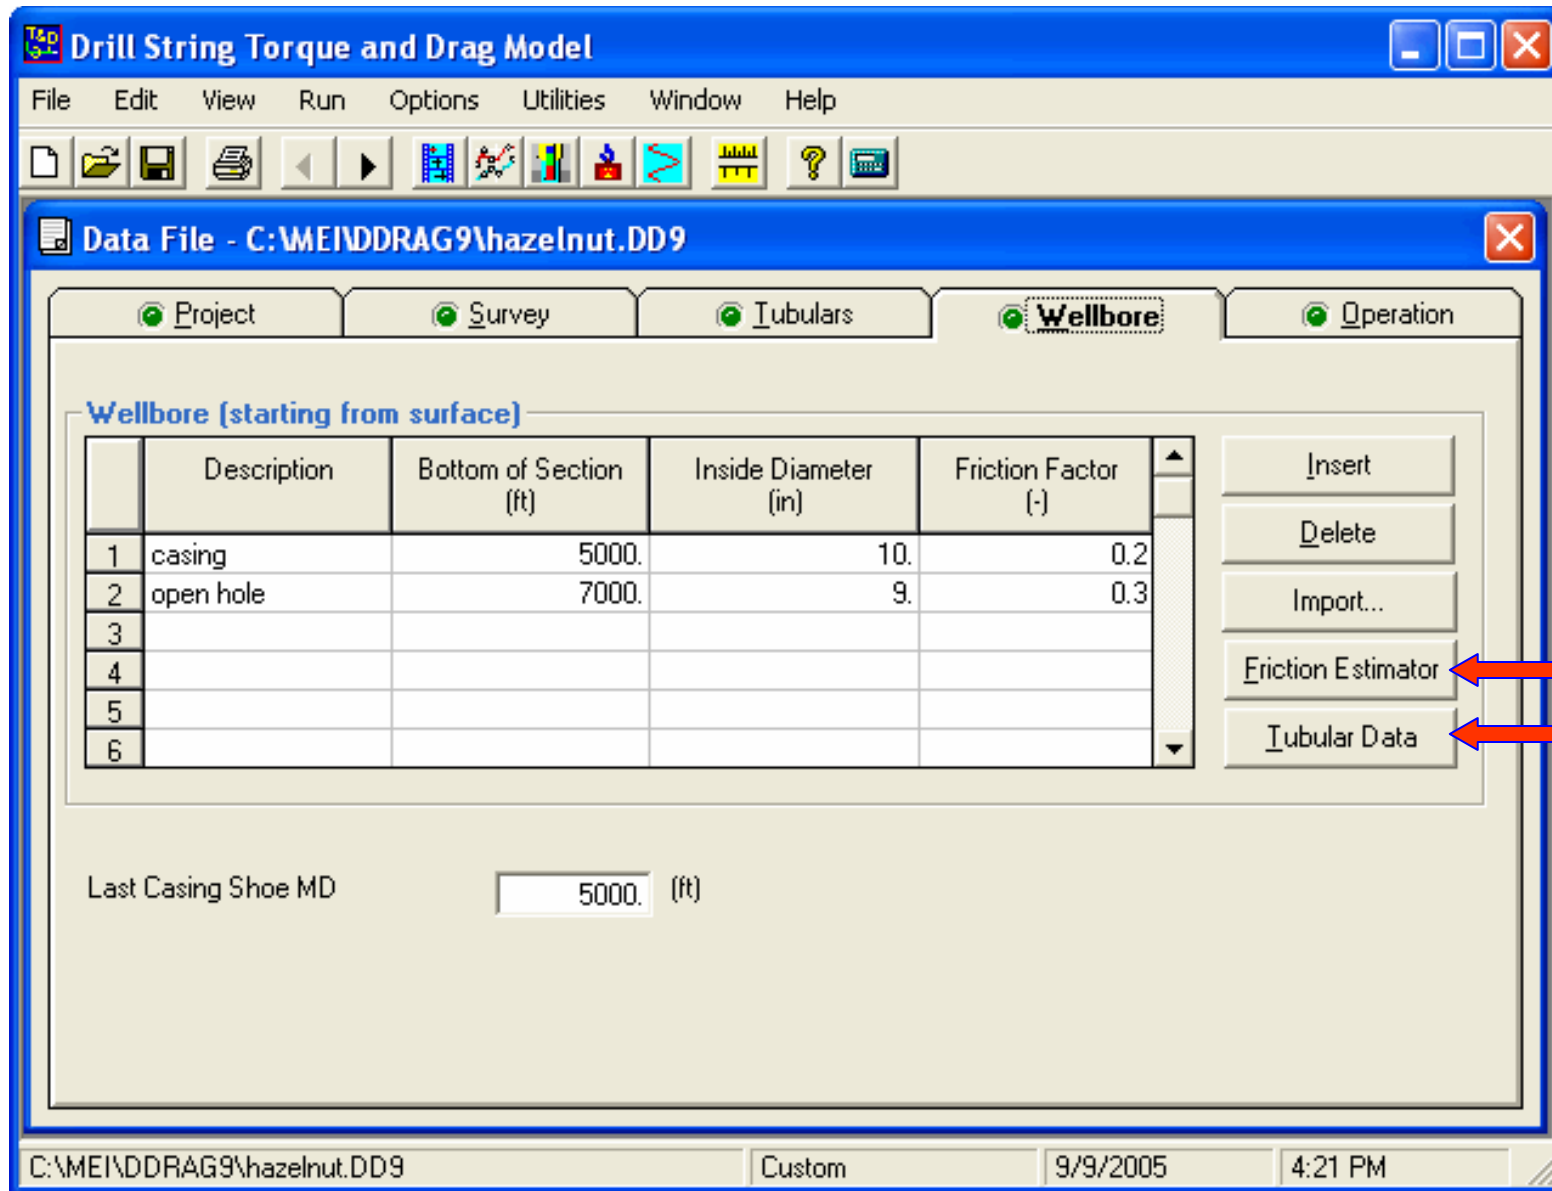 T&D Drill String Torque and Drag Model
File Edit View Run Options Utilities Window Help
Data File - C:\MEI\DDRAG9\hazelnut.DD9
Project Survey Tubulars Wellbore Operation
Wellbore (starting from surface)
Description Bottom of Section (ft) Inside Diameter (in) Friction Factor (-)
1 casing 5000. 10. 0.2
2 open hole 7000. 9. 0.3
3
4
5
6
Insert
Delete
Import...
Friction Estimator
Tubular Data
Last Casing Shoe MD 5000. (ft)
C:\MEI\DDRAG9\hazelnut.DD9 Custom 9/9/2005 4:21 PM